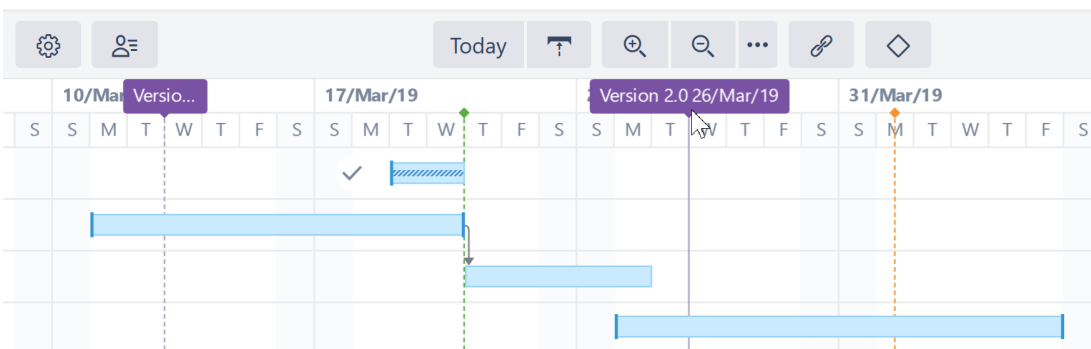 Today
10/Mar Versio... 17/Mar/19 Version 2.0 26/Mar/19 31/Mar/19
S S M T W T F S S M T W T F S S M T W T F S S M T W T F S